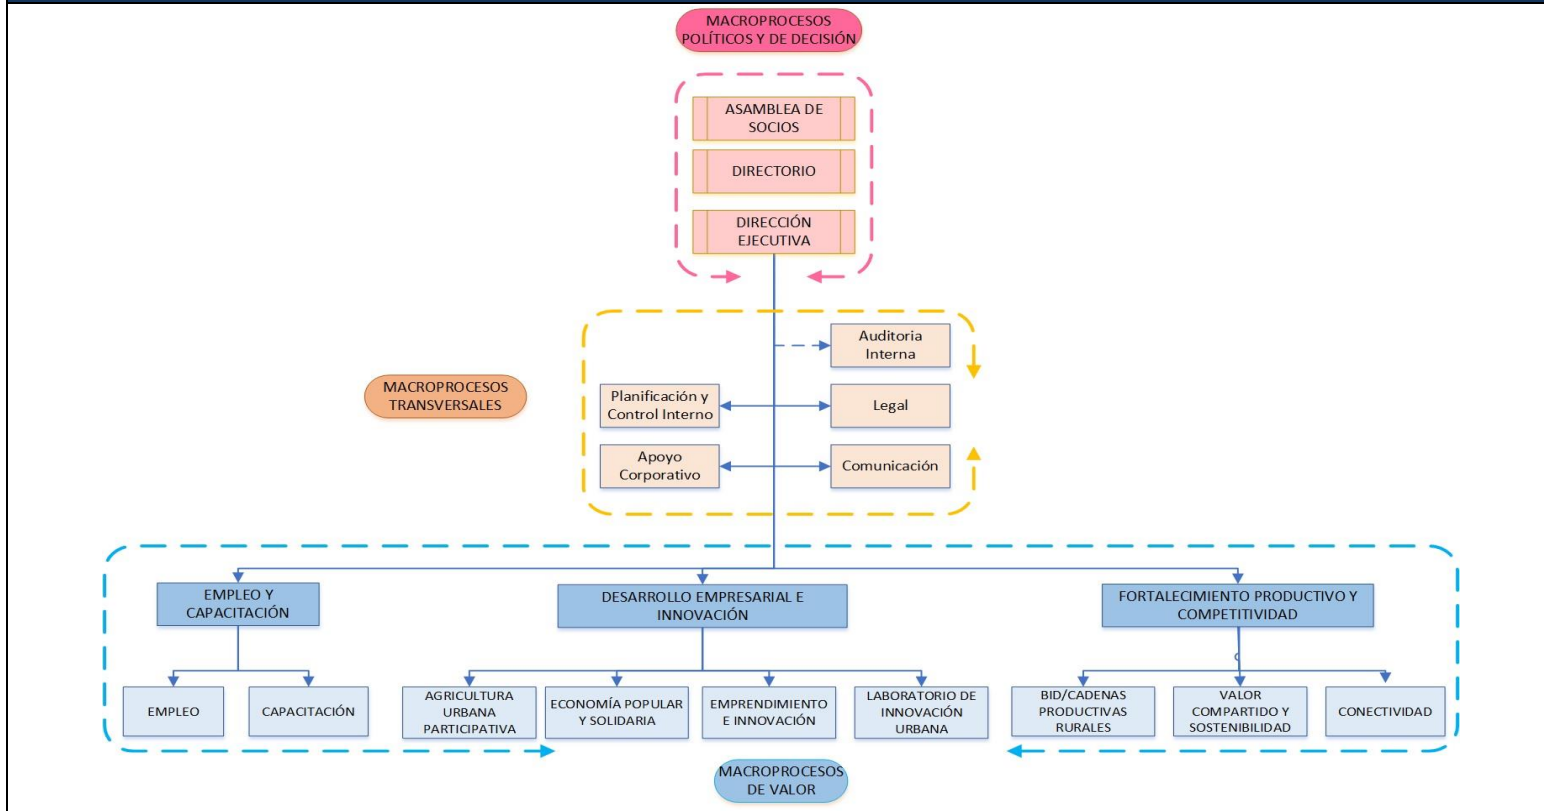 MACROPROCESOS
POLÍTICOS Y DE DECISIÓN
ASAMBLEA DE
SOCIOS
DIRECTORIO
DIRECCIÓN
EJECUTIVA
Auditoria
Interna
MACROPROCESOS
TRANSVERSALES
Planificación y
Control Interno
Legal
Apoyo
Corporativo
Comunicación
EMPLEO Y
CAPACITACIÓN
DESARROLLO EMPRESARIAL E
INNOVACIÓN
FORTALECIMIENTO PRODUCTIVO Y
COMPETITIVIDAD
EMPLEO
CAPACITACIÓN
AGRICULTURA
URBANA
PARTICIPATIVA
ECONOMÍA POPULAR
Y SOLIDARIA
EMPRENDIMIENTO
E INNOVACIÓN
LABORATORIO DE
INNOVACIÓN
URBANA
BID/CADENAS
PRODUCTIVAS
RURALES
VALOR
COMPARTIDO Y
SOSTENIBILIDAD
CONECTIVIDAD
MACROPROCESOS
DE VALOR